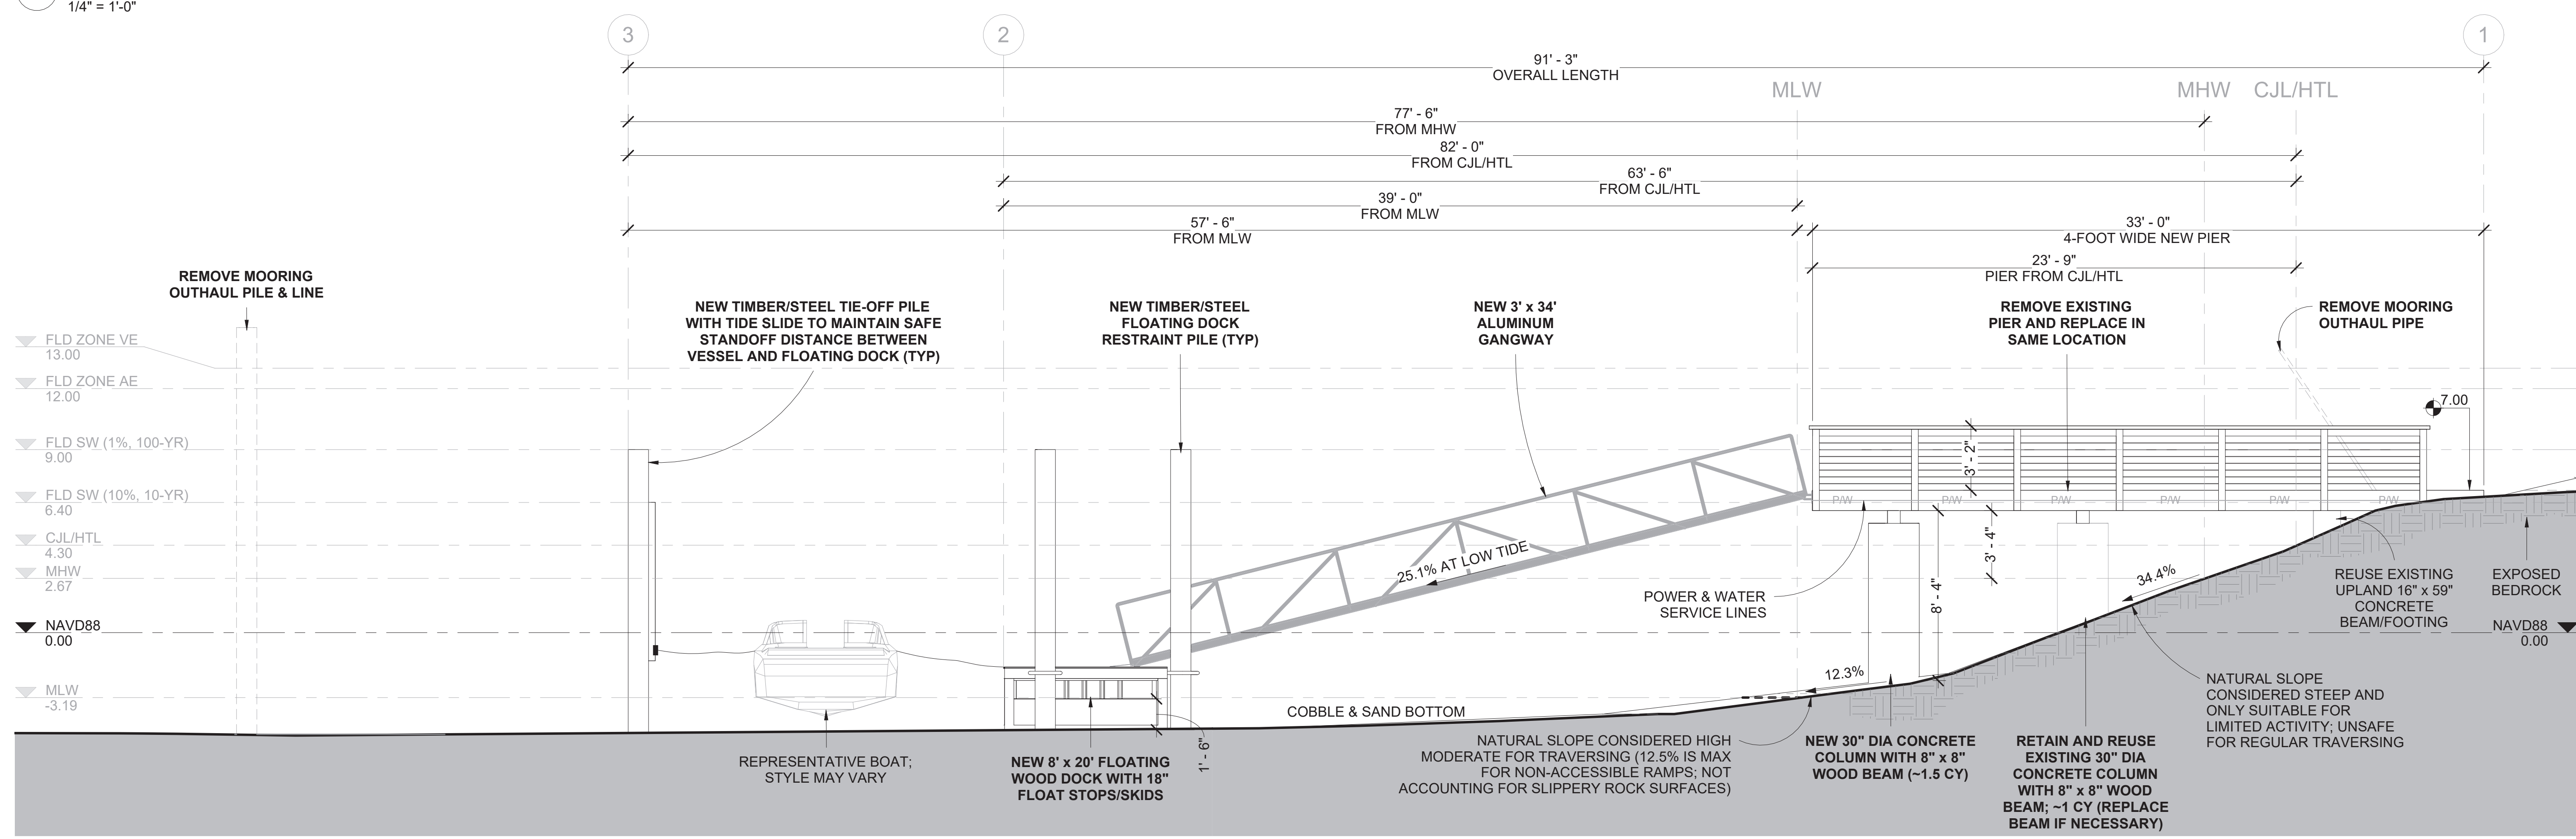 1/4" = 1'-0"
3
2
1
91' - 3"
OVERALL LENGTH
MLW
MHW
CJL/HTL
77' - 6"
FROM MHW
82' - 0"
FROM CJL/HTL
63' - 6"
FROM CJL/HTL
39' - 0"
FROM MLW
57' - 6"
FROM MLW
33' - 0"
4-FOOT WIDE NEW PIER
23' - 9"
PIER FROM CJL/HTL
REMOVE MOORING
OUTHAUL PILE & LINE
NEW TIMBER/STEEL TIE-OFF PILE
WITH TIDE SLIDE TO MAINTAIN SAFE
STANDOFF DISTANCE BETWEEN
VESSEL AND FLOATING DOCK (TYP)
NEW TIMBER/STEEL
FLOATING DOCK
RESTRAINT PILE (TYP)
NEW 3' x 34'
ALUMINUM
GANGWAY
REMOVE EXISTING
PIER AND REPLACE IN
SAME LOCATION
REMOVE MOORING
OUTHAUL PIPE
FLD ZONE VE
13.00
FLD ZONE AE
12.00
FLD SW (1%, 100-YR)
9.00
FLD SW (10%, 10-YR)
6.40
CJL/HTL
4.30
MHW
2.67
NAVD88
0.00
MLW
-3.19
7.00
3' - 2"
P/W
P/W
P/W
P/W
P/W
P/W
3' - 4"
8' - 4"
25.1% AT LOW TIDE
34.4%
12.3%
POWER & WATER
SERVICE LINES
REUSE EXISTING
UPLAND 16" x 59"
CONCRETE
BEAM/FOOTING
EXPOSED
BEDROCK
NAVD88
0.00
COBBLE & SAND BOTTOM
1' - 6"
REPRESENTATIVE BOAT;
STYLE MAY VARY
NEW 8' x 20' FLOATING
WOOD DOCK WITH 18"
FLOAT STOPS/SKIDS
NATURAL SLOPE CONSIDERED HIGH
MODERATE FOR TRAVERSING (12.5% IS MAX
FOR NON-ACCESSIBLE RAMPS; NOT
ACCOUNTING FOR SLIPPERY ROCK SURFACES)
NEW 30" DIA CONCRETE
COLUMN WITH 8" x 8"
WOOD BEAM (~1.5 CY)
RETAIN AND REUSE
EXISTING 30" DIA
CONCRETE COLUMN
WITH 8" x 8" WOOD
BEAM; ~1 CY (REPLACE
BEAM IF NECESSARY)
NATURAL SLOPE
CONSIDERED STEEP AND
ONLY SUITABLE FOR
LIMITED ACTIVITY; UNSAFE
FOR REGULAR TRAVERSING